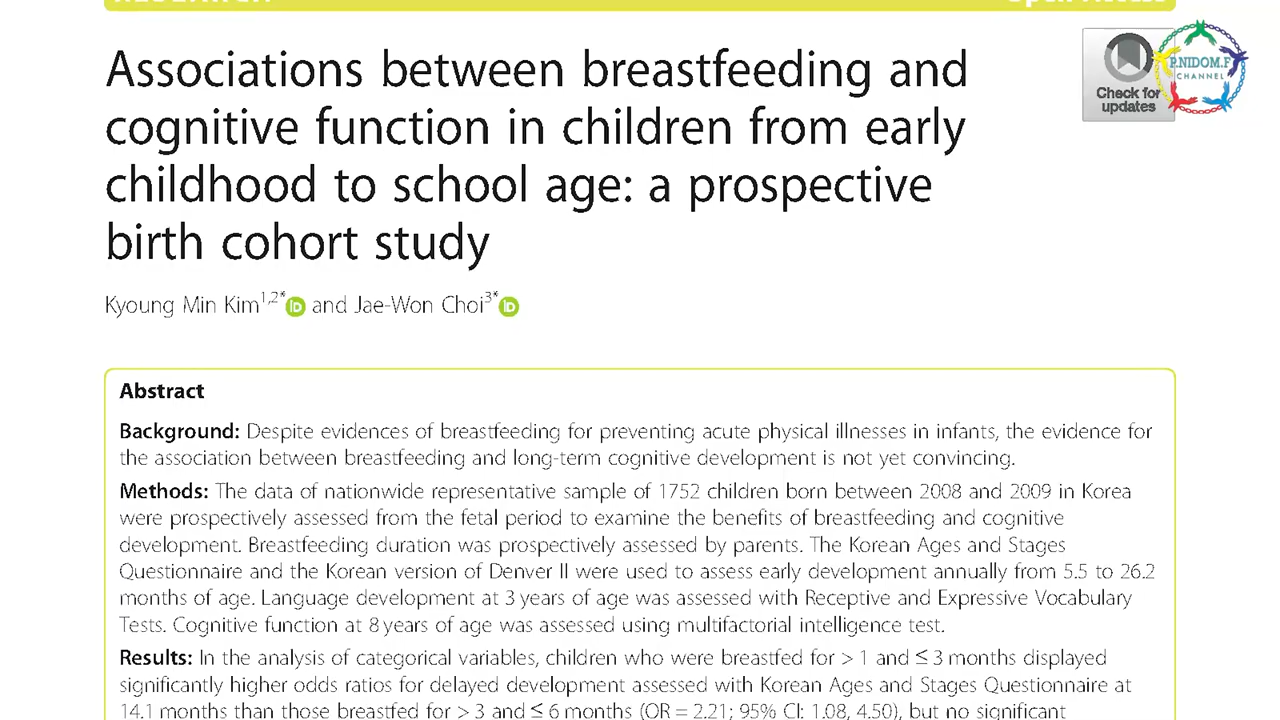 Associations between breastfeeding and
cognitive function in children from early
childhood to school age: a prospective
birth cohort study
Check for
updates
P.NIDOM.F
CHANNEL
Kyoung Min Kim1,2* iD and Jae-Won Choi3* iD
Abstract
Background: Despite evidences of breastfeeding for preventing acute physical illnesses in infants, the evidence for
the association between breastfeeding and long-term cognitive development is not yet convincing.
Methods: The data of nationwide representative sample of 1752 children born between 2008 and 2009 in Korea
were prospectively assessed from the fetal period to examine the benefits of breastfeeding and cognitive
development. Breastfeeding duration was prospectively assessed by parents. The Korean Ages and Stages
Questionnaire and the Korean version of Denver II were used to assess early development annually from 5.5 to 26.2
months of age. Language development at 3 years of age was assessed with Receptive and Expressive Vocabulary
Tests. Cognitive function at 8 years of age was assessed using multifactorial intelligence test.
Results: In the analysis of categorical variables, children who were breastfed for > 1 and ≤ 3 months displayed
significantly higher odds ratios for delayed development assessed with Korean Ages and Stages Questionnaire at
14.1 months than those breastfed for > 3 and ≤ 6 months (OR = 2.21; 95% CI: 1.08, 4.50), but no significant